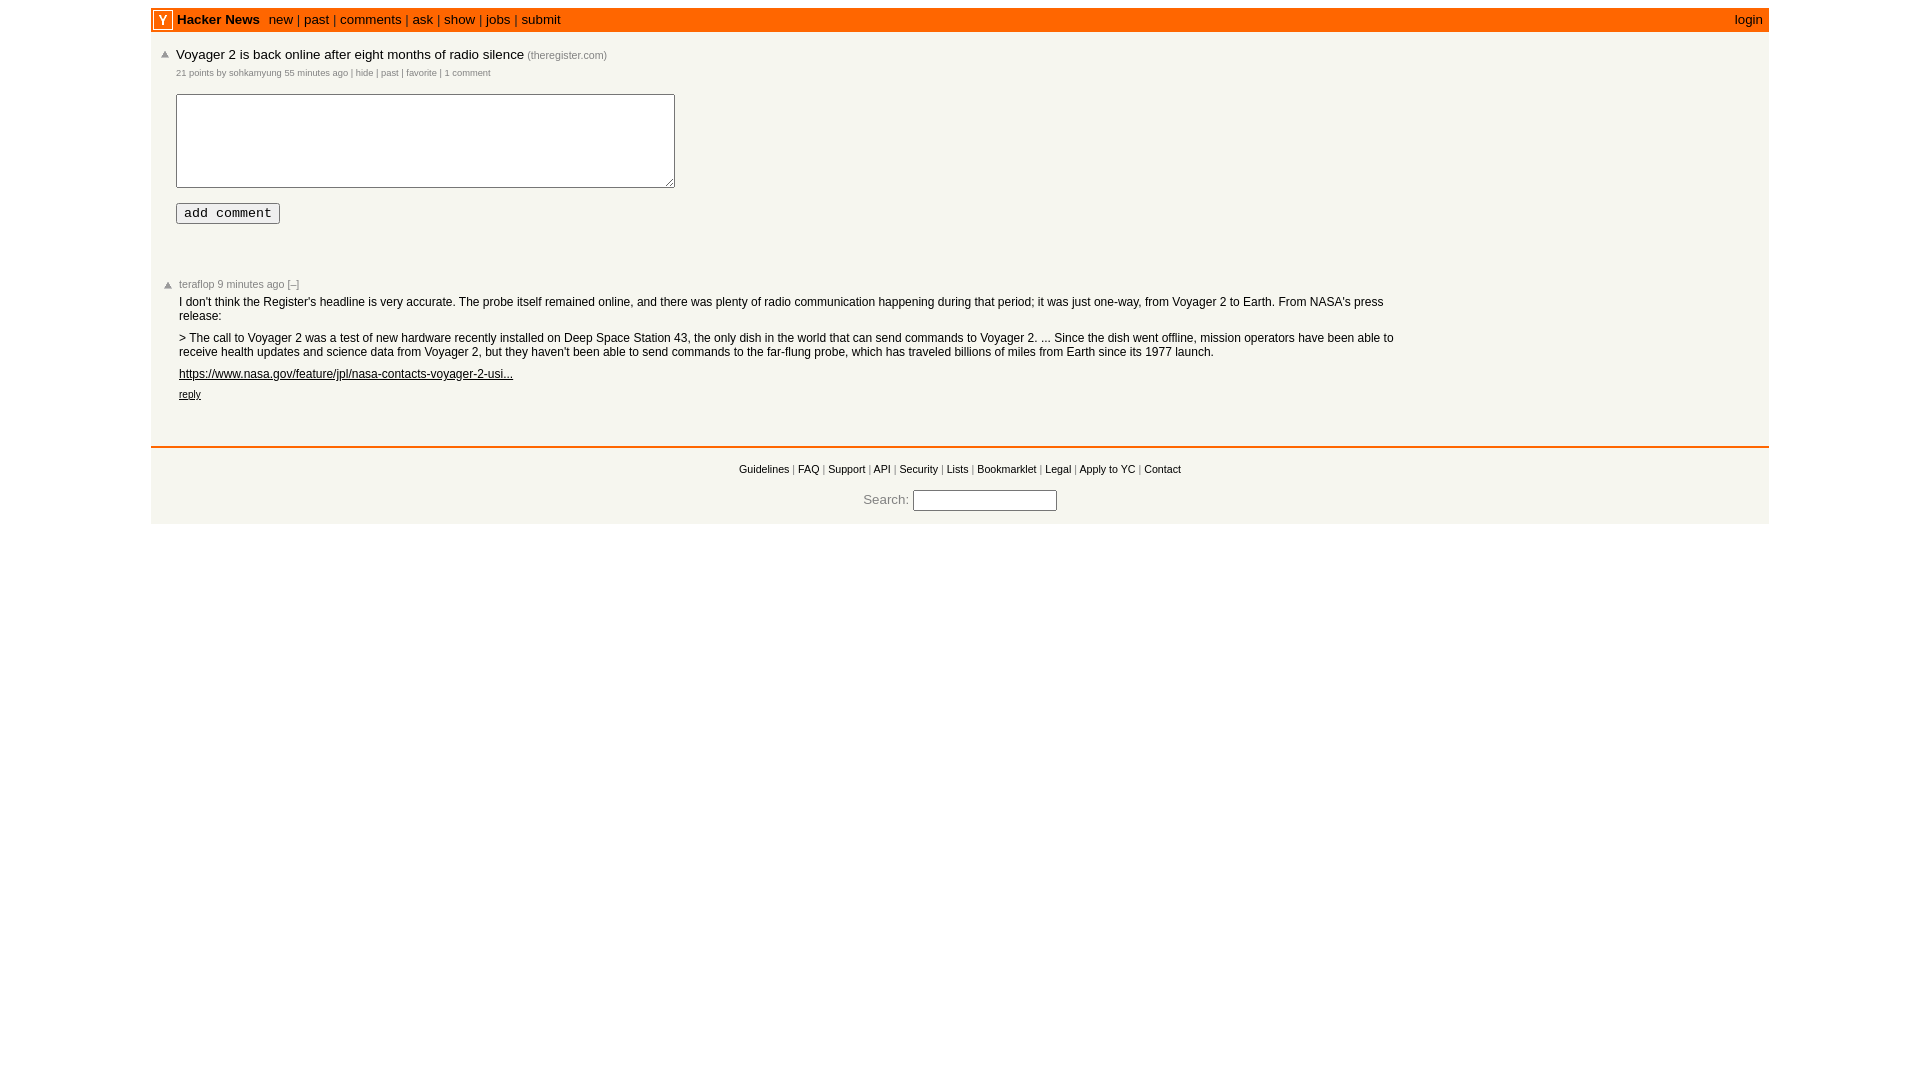 Y Hacker News new | past | comments | ask | show | jobs | submit login
Voyager 2 is back online after eight months of radio silence (theregister.com)
21 points by sohkamyung 55 minutes ago | hide | past | favorite | 1 comment
add comment
teraflop 9 minutes ago [–]
I don't think the Register's headline is very accurate. The probe itself remained online, and there was plenty of radio communication happening during that period; it was just one-way, from Voyager 2 to Earth. From NASA's press
release:
> The call to Voyager 2 was a test of new hardware recently installed on Deep Space Station 43, the only dish in the world that can send commands to Voyager 2. ... Since the dish went offline, mission operators have been able to
receive health updates and science data from Voyager 2, but they haven't been able to send commands to the far-flung probe, which has traveled billions of miles from Earth since its 1977 launch.
https://www.nasa.gov/feature/jpl/nasa-contacts-voyager-2-usi...
reply
Guidelines | FAQ | Support | API | Security | Lists | Bookmarklet | Legal | Apply to YC | Contact
Search: